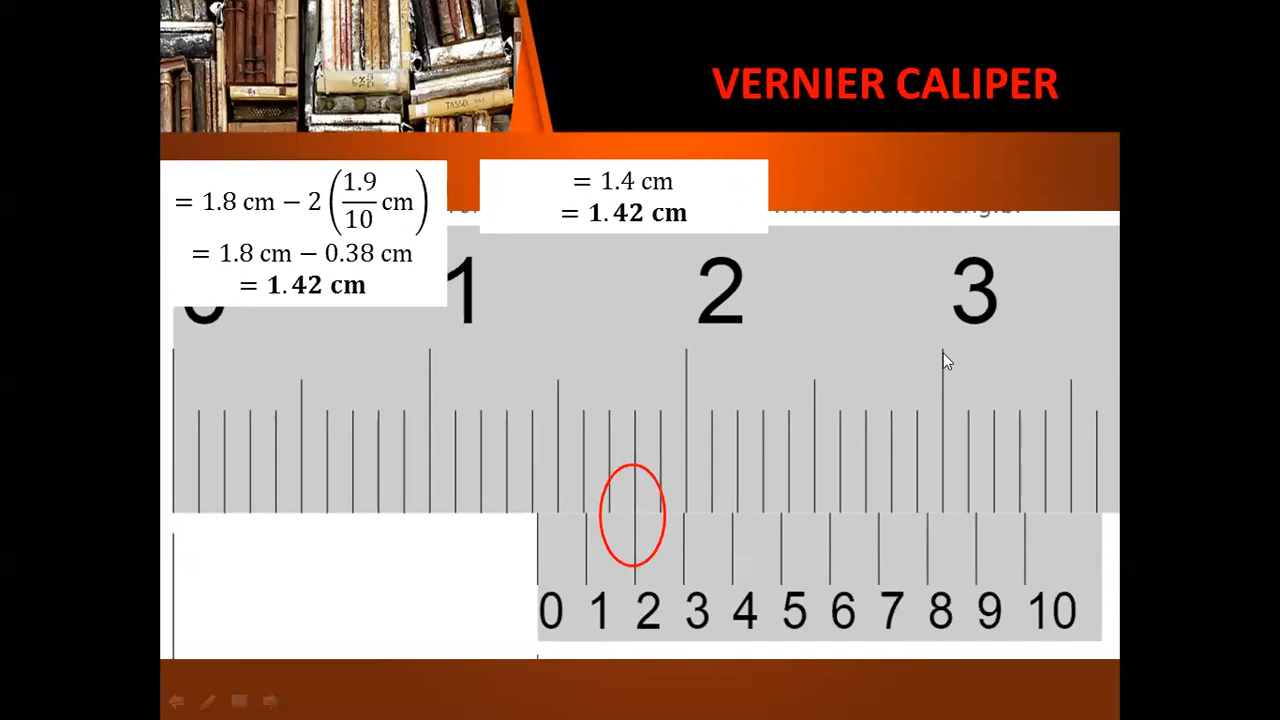 TASSO
VERNIER CALIPER
= 1.8 cm − 2 (1.9/10 cm)
= 1.8 cm − 0.38 cm
= 1.42 cm
= 1.4 cm
= 1.42 cm
0 1 2 3
0 1 2 3 4 5 6 7 8 9 10